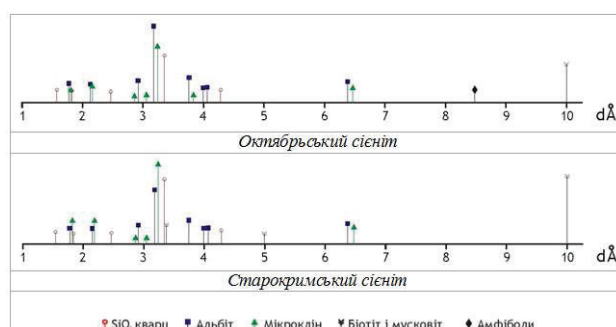 1 2 3 4 5 6 7 8 9 10 dÅ
Октябрьський сієніт
1 2 3 4 5 6 7 8 9 10 dÅ
Старокримський сієніт
SiO₂ кварц Альбіт Мікроклін Біотіт і мусковіт Амфіболи